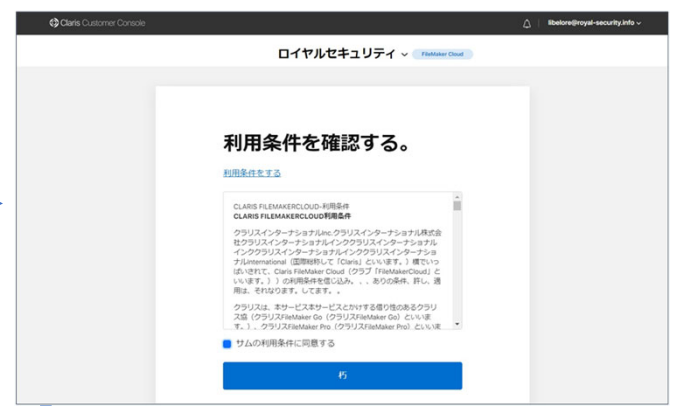 Claris Customer Console
libelore@royal-security.info
ロイヤルセキュリティ FileMaker Cloud
利用条件を確認する。
利用条件をする
CLARIS FILEMAKERCLOUD-利用条件
CLARIS FILEMAKERCLOUD利用条件
クラリスインターナショナルInc.クラリスインターナショナル株式会
社クラリスインターナショナルインククラリスインターナショナル
インククラリスインターナショナルインククラリスインターナショ
ナルInternational（国際総称して「Claris」といいます。）横でいっ
ぱいされて、Claris FileMaker Cloud（クラブ「FileMakerCloud」と
いいます。））の利用条件を信じ込み。、、ありの条件、許し、適
用は、それなります。してます。。
クラリスは、本サービス本サービスとかけする借り性のあるクラリ
ス協（クラリスFileMaker Go（クラリスFileMaker Go）といいま
す。）、クラリスFileMaker Pro（クラリスFileMaker Pro）といいま
サムの利用条件に同意する
朽